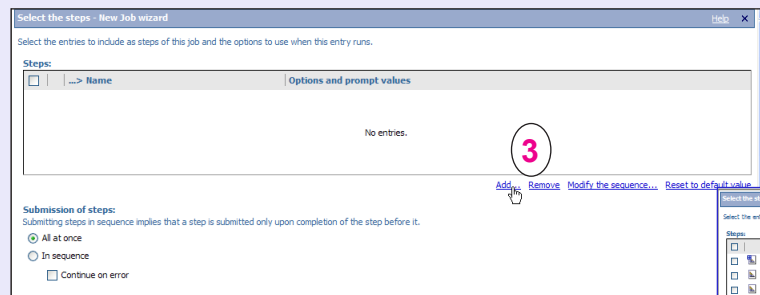 Select the steps - New Job wizard Help
Select the entries to include as steps of this job and the options to use when this entry runs.
Steps:
...> Name Options and prompt values
No entries.
3
Add... Remove Modify the sequence... Reset to default value
Submission of steps:
Submitting steps in sequence implies that a step is submitted only upon completion of the step before it.
All at once
In sequence
Continue on error
Select the st
Select the en
Steps: